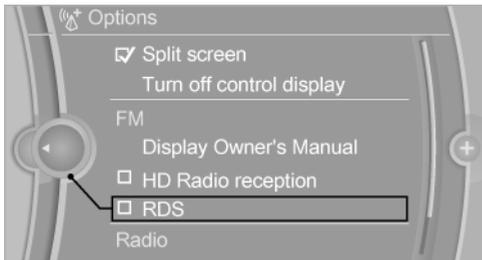 Options
Split screen
Turn off control display
FM
Display Owner's Manual
HD Radio reception
RDS
Radio